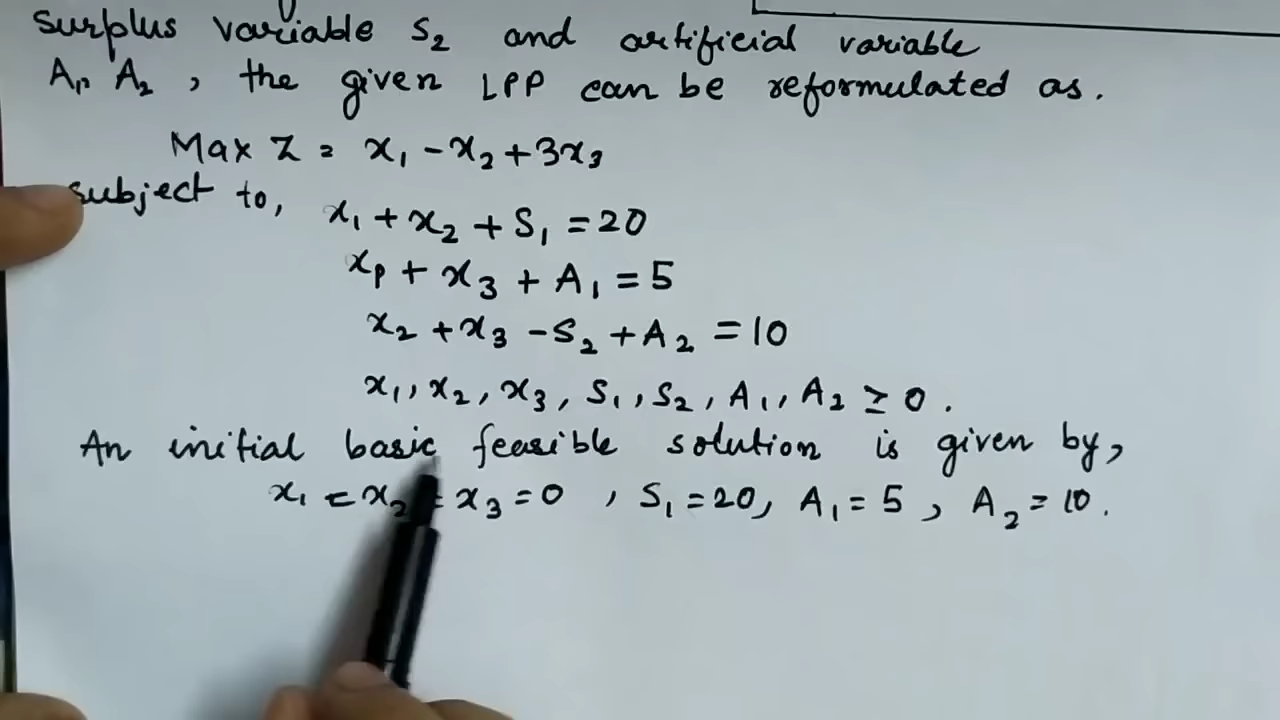 surplus variable S₂ and artificial variable
A₁, A₂, the given LPP can be reformulated as.
Max Z = x₁ - x₂ + 3x₃
subject to,
x₁ + x₂ + S₁ = 20
x₁ + x₃ + A₁ = 5
x₂ + x₃ - S₂ + A₂ = 10
x₁, x₂, x₃, S₁, S₂, A₁, A₂ ≥ 0.
An initial basic feasible solution is given by,
x₁ = x₂ = x₃ = 0, S₁ = 20, A₁ = 5, A₂ = 10.